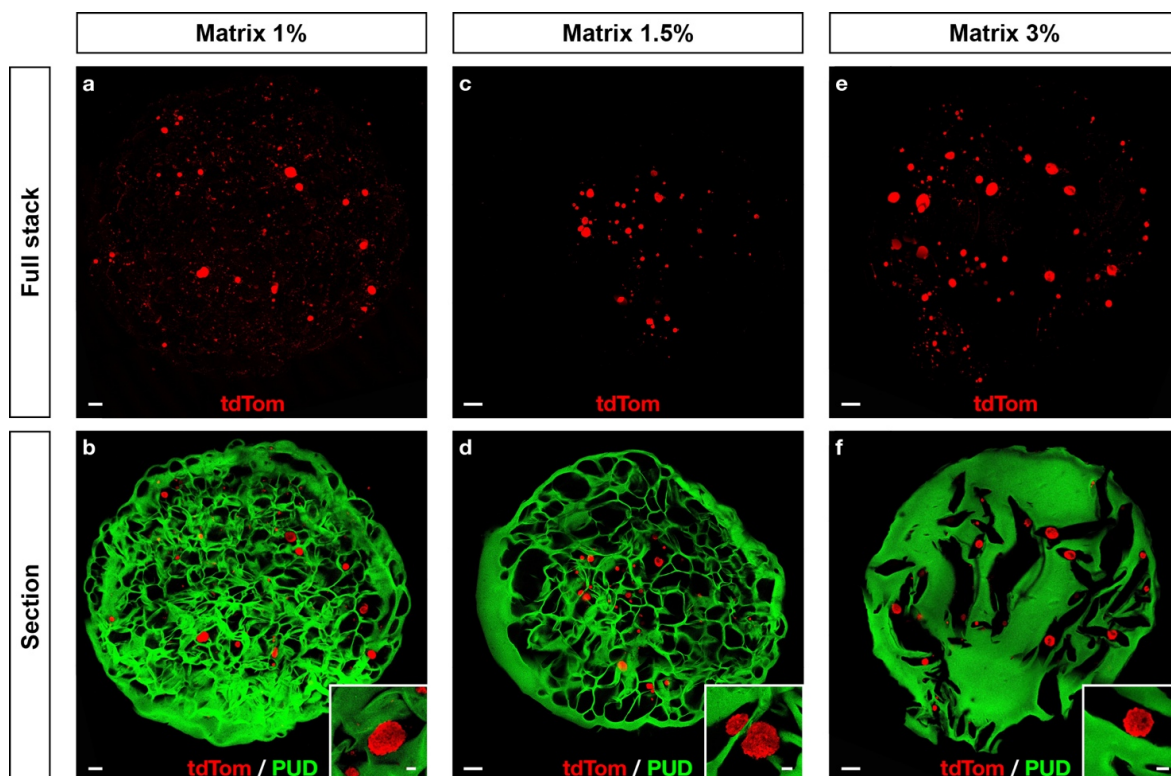 Matrix 1%
Matrix 1.5%
Matrix 3%
Full stack
a
c
e
tdTom
tdTom
tdTom
Section
b
d
f
tdTom / PUD
tdTom / PUD
tdTom / PUD